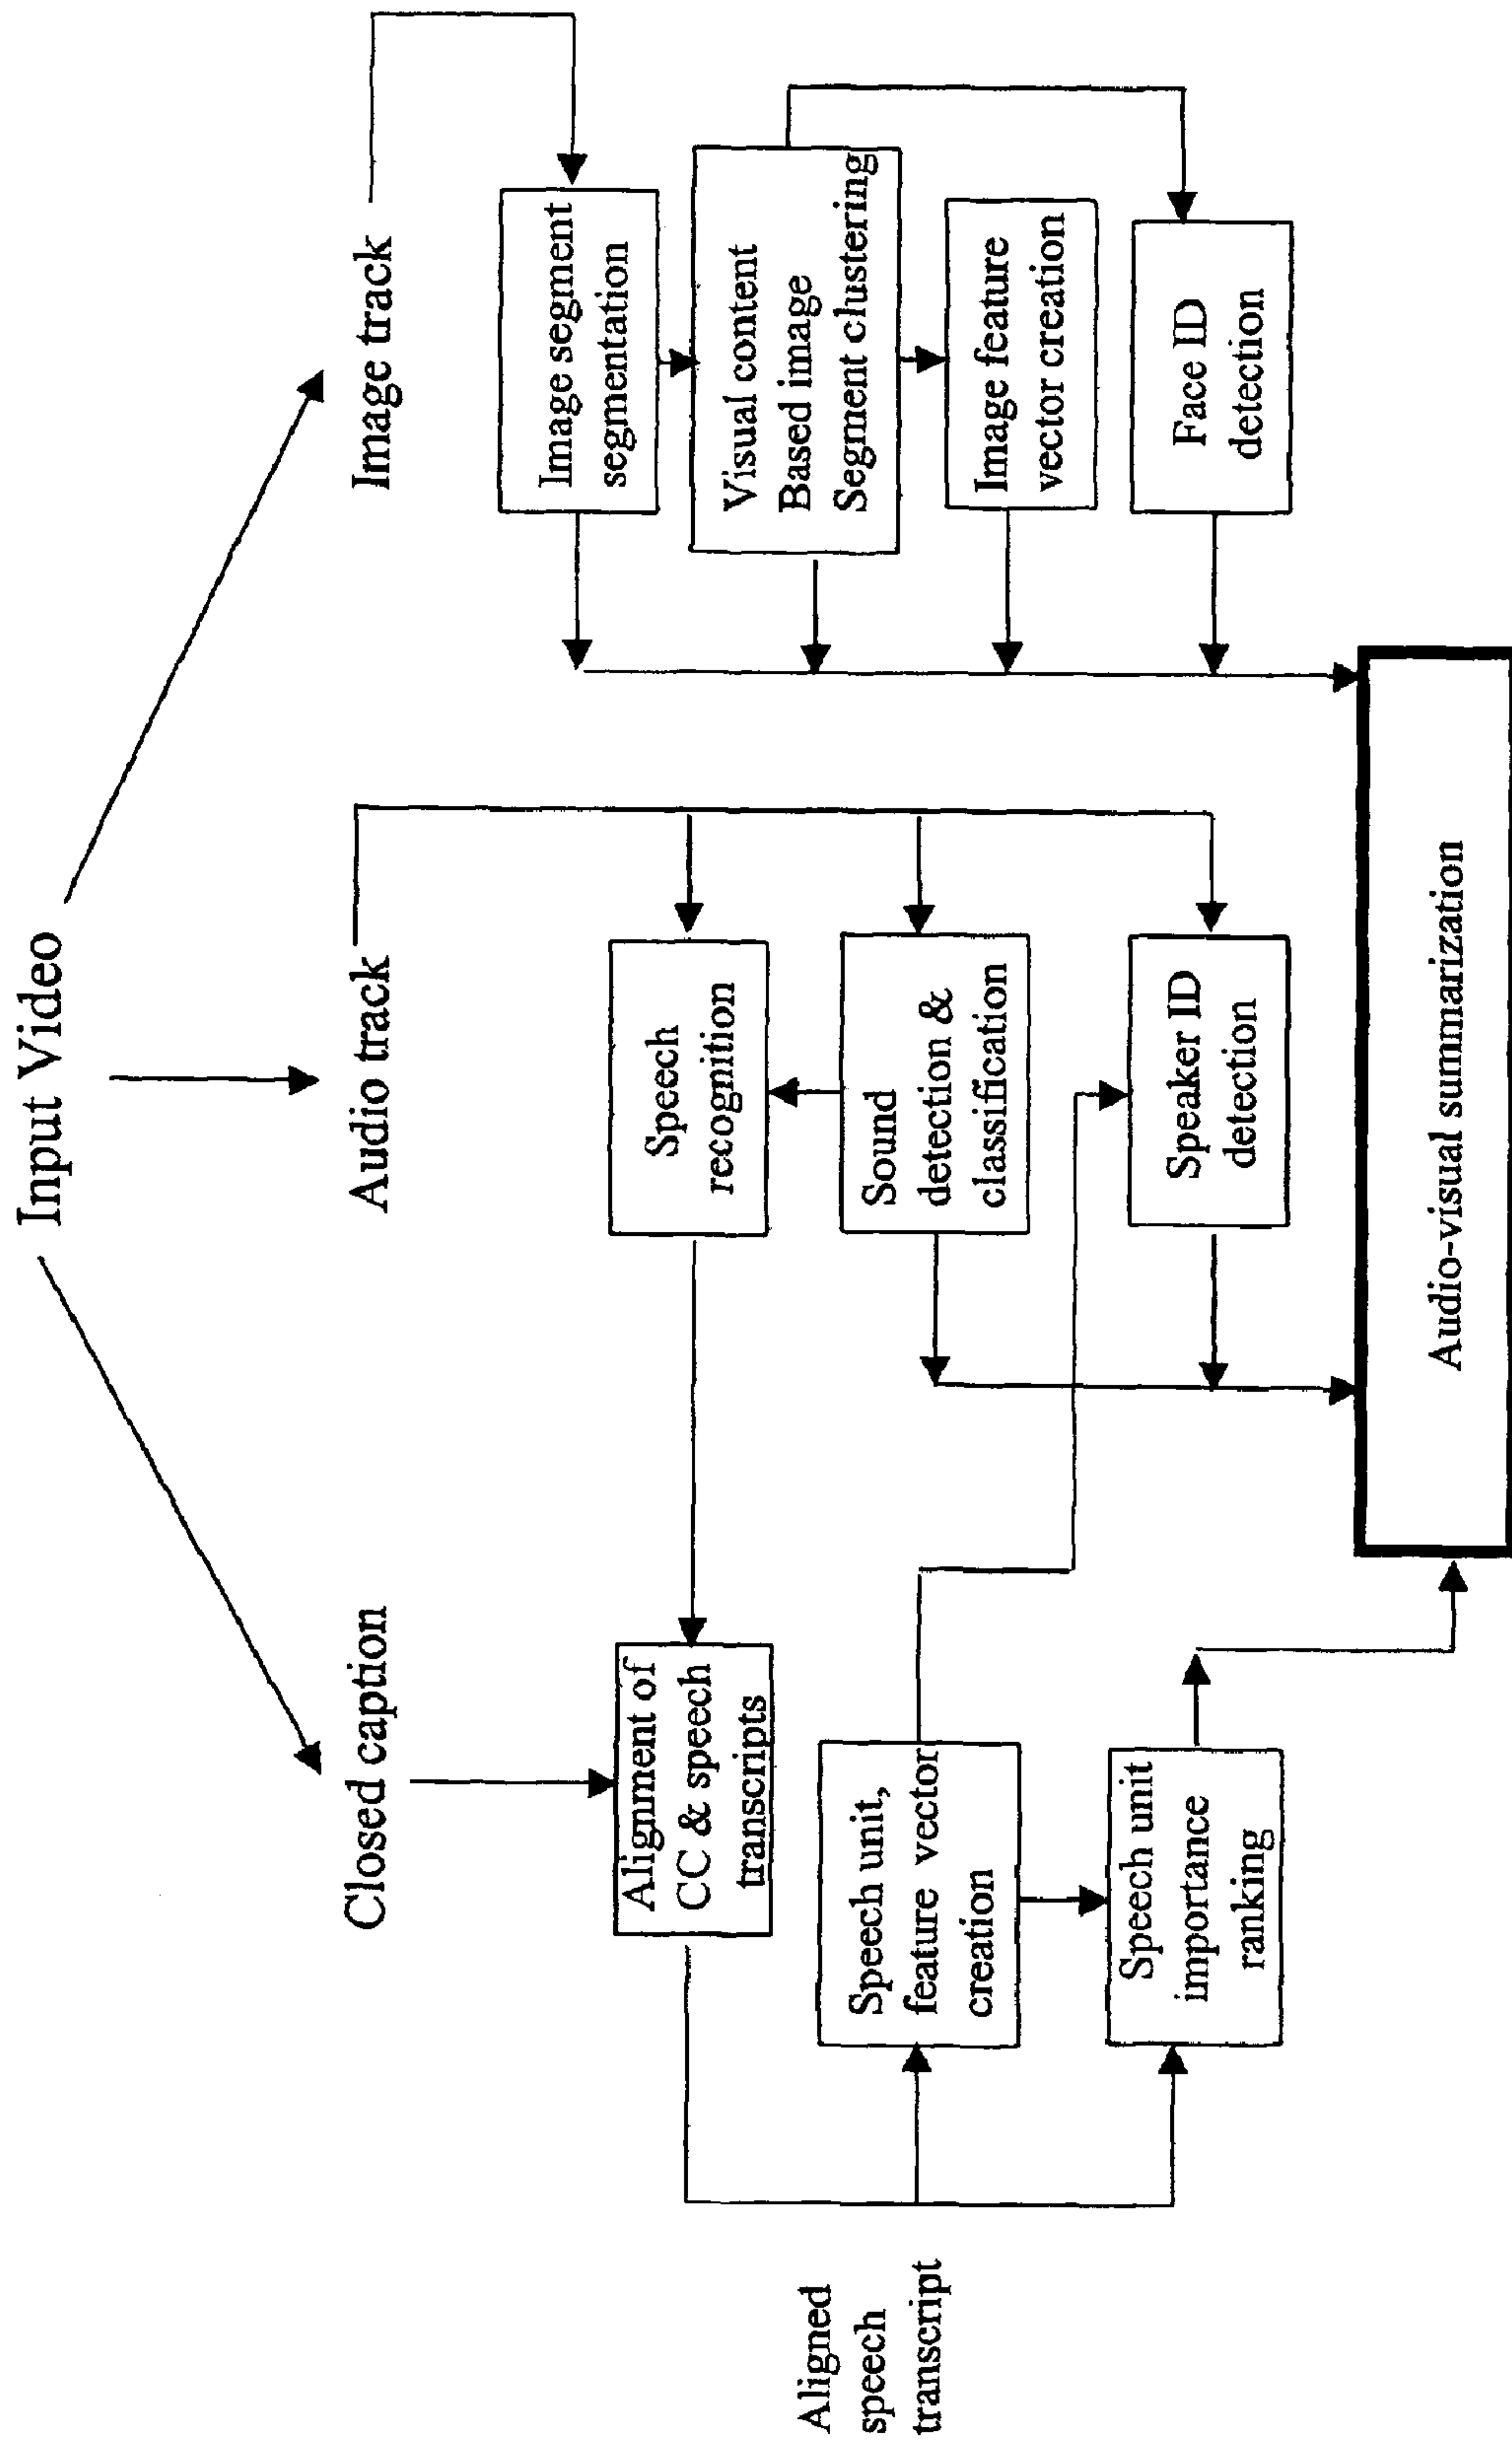 Input Video
Closed caption
Audio track
Image track
Alignment of
CC & speech
transcripts
Speech
recognition
Image segment
segmentation
Aligned
speech
transcript
Speech unit,
feature vector
creation
Sound
detection &
classification
Visual content
Based image
Segment clustering
Image feature
vector creation
Speech unit
importance
ranking
Speaker ID
detection
Face ID
detection
Audio-visual summarization